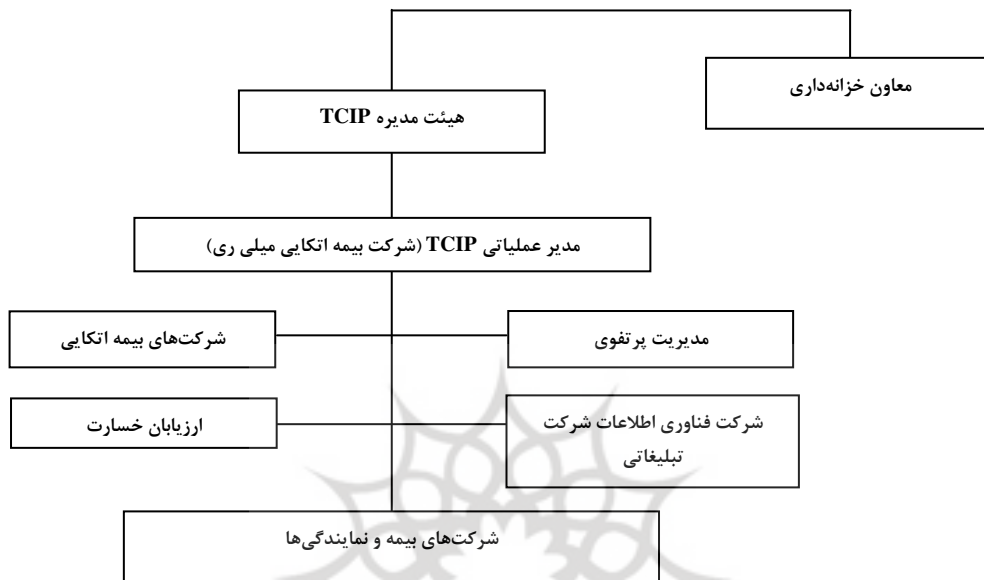 معاون خزانه‌داری
هیئت مدیره TCIP
مدیر عملیاتی TCIP (شرکت بیمه اتکایی میلی ری)
مدیریت پرتفوی
شرکت‌های بیمه اتکایی
شرکت فناوری اطلاعات شرکت
تبلیغاتی
ارزیابان خسارت
شرکت‌های بیمه و نمایندگی‌ها